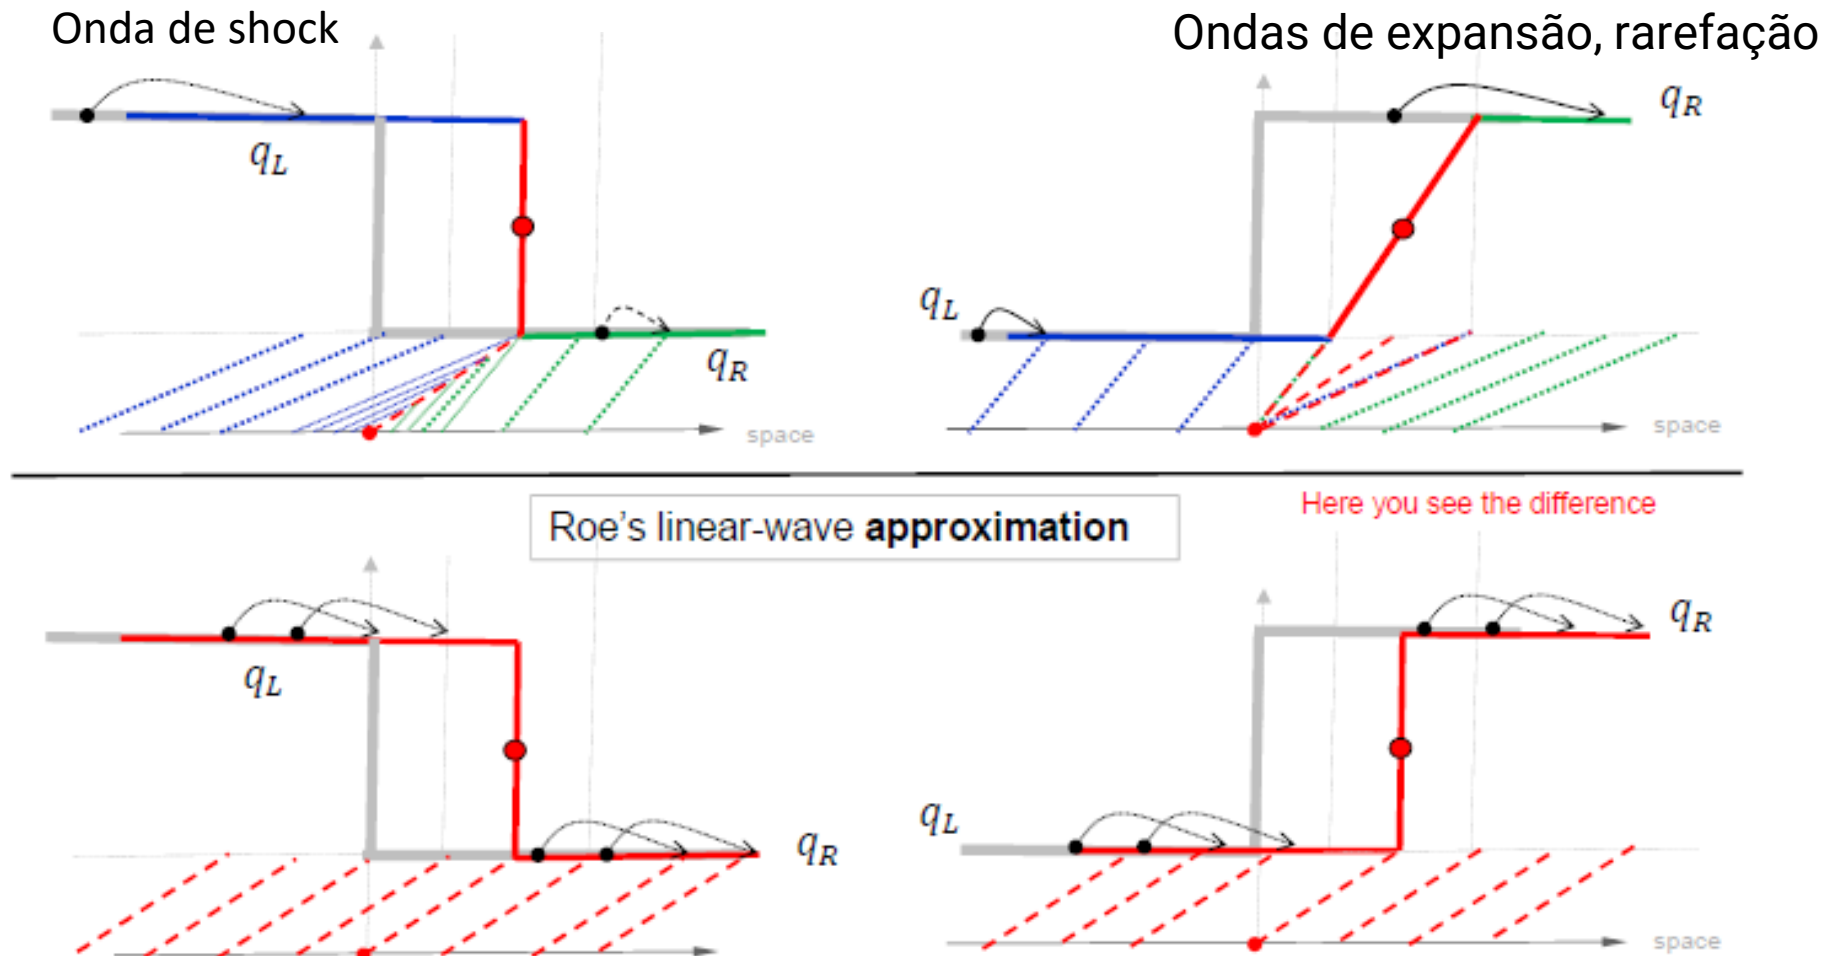 Onda de shock
Ondas de expansão, rarefação
q_L
q_R
q_R
q_L
space
space
Roe's linear-wave approximation
Here you see the difference
q_L
q_R
q_R
q_L
space